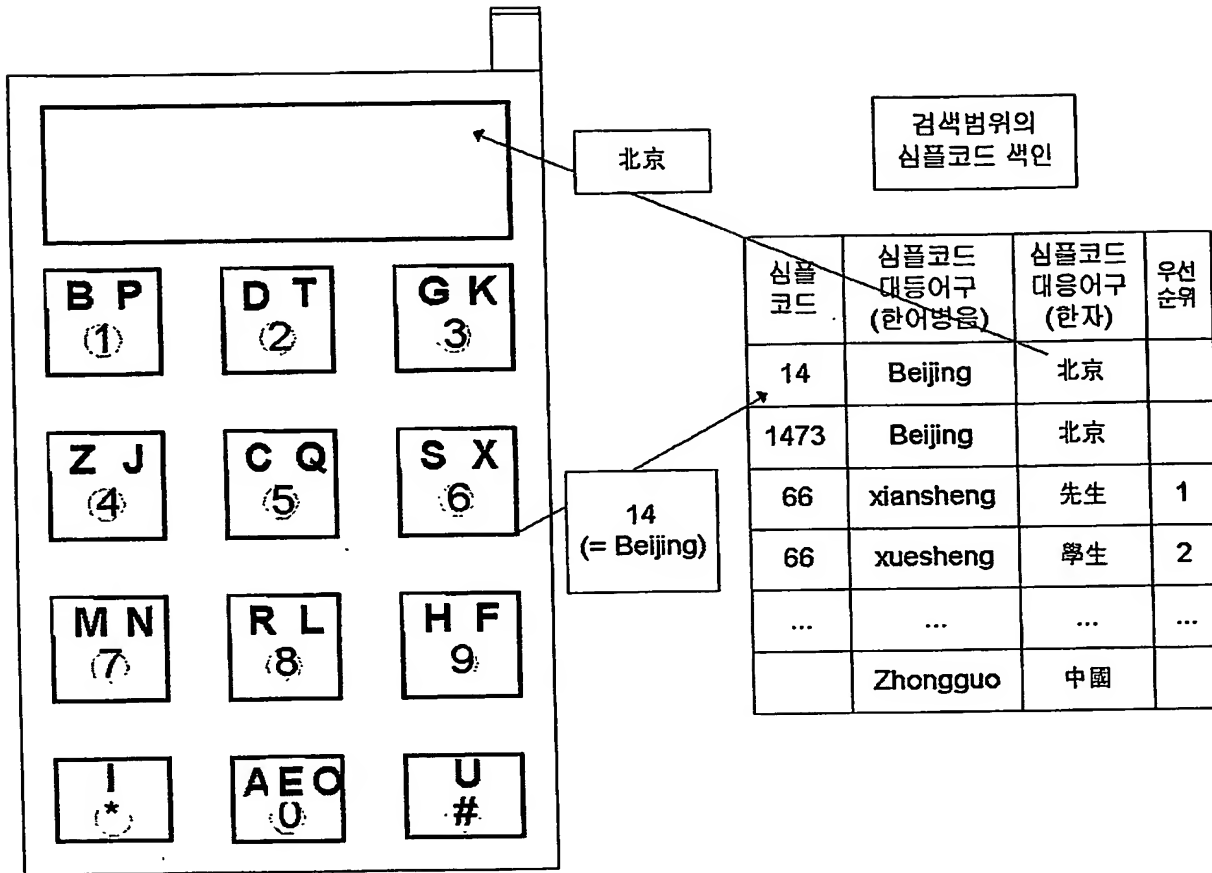 北京
검색범위의
심플코드 색인
B P
1
D T
2
G K
3
Z J
4
C Q
5
S X
6
M N
7
R L
8
H F
9
I
*
A E O
0
U
#
14
(= Beijing)
심플
코드
심플코드
대등어구
(한어병음)
심플코드
대응어구
(한자)
우선
순위
14 Beijing 北京
1473 Beijing 北京
66 xiansheng 先生 1
66 xuesheng 學生 2
... ... ... ...
Zhongguo 中國